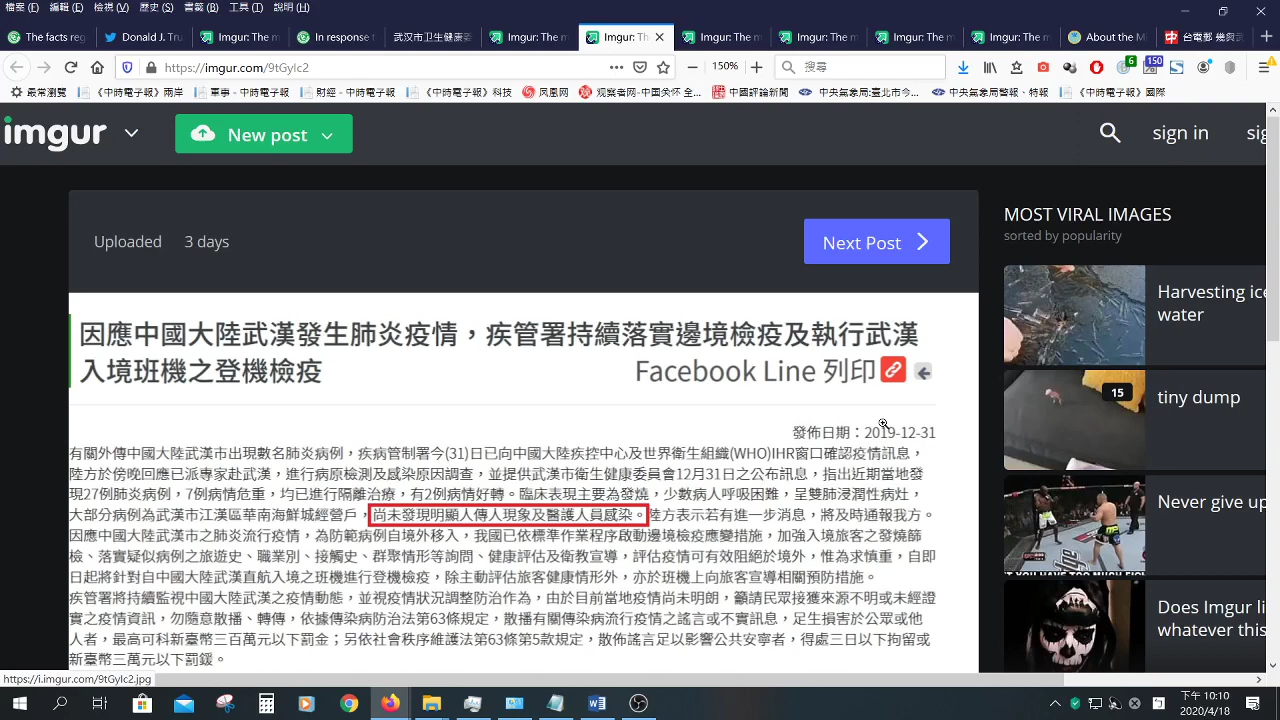 檔案(F) 編輯(E) 檢視(V) 歷史(S) 書籤(B) 工具(T) 說明(H)
The facts reg
Donald J. Tru
Imgur: The m
In response t
武汉市卫生健康委
Imgur: The m
Imgur: Th
Imgur: The m
Imgur: The m
Imgur: The m
Imgur: The m
About the M
台電鄒 幾員
https://imgur.com/9tGylc2
150%
搜尋
6
150
最常瀏覽
《中時電子報》兩岸
軍事 - 中時電子報
財經 - 中時電子報
《中時電子報》科技
凤凰网
观察者网-中国关怀 全...
中國評論新聞
中央氣象局:臺北市今...
中央氣象局警報、特報
《中時電子報》國際
imgur
New post
sign in
sig
Uploaded 3 days
Next Post
MOST VIRAL IMAGES
sorted by popularity
Harvesting ice
water
15
tiny dump
Never give up
Does Imgur li
whatever this
因應中國大陸武漢發生肺炎疫情，疾管署持續落實邊境檢疫及執行武漢
入境班機之登機檢疫
Facebook Line 列印
發佈日期：2019-12-31
有關外傳中國大陸武漢市出現數名肺炎病例，疾病管制署今(31)日已向中國大陸疾控中心及世界衛生組織(WHO)IHR窗口確認疫情訊息，
陸方於傍晚回應已派專家赴武漢，進行病原檢測及感染原因調查，並提供武漢市衛生健康委員會12月31日之公布訊息，指出近期當地發
現27例肺炎病例，7例病情危重，均已進行隔離治療，有2例病情好轉。臨床表現主要為發燒，少數病人呼吸困難，呈雙肺浸潤性病灶，
大部分病例為武漢市江漢區華南海鮮城經營戶，尚未發現明顯人傳人現象及醫護人員感染。陸方表示若有進一步消息，將及時通報我方。
因應中國大陸武漢市之肺炎流行疫情，為防範病例自境外移入，我國已依標準作業程序啟動邊境檢疫應變措施，加強入境旅客之發燒篩
檢、落實疑似病例之旅遊史、職業別、接觸史、群聚情形等詢問、健康評估及衛教宣導，評估疫情可有效阻絕於境外，惟為求慎重，自即
日起將針對自中國大陸武漢直航入境之班機進行登機檢疫，除主動評估旅客健康情形外，亦於班機上向旅客宣導相關預防措施。
疾管署將持續監視中國大陸武漢之疫情動態，並視疫情狀況調整防治作為，由於目前當地疫情尚未明朗，籲請民眾接獲來源不明或未經證
實之疫情資訊，勿隨意散播、轉傳，依據傳染病防治法第63條規定，散播有關傳染病流行疫情之謠言或不實訊息，足生損害於公眾或他
人者，最高可科新臺幣三百萬元以下罰金；另依社會秩序維護法第63條第5款規定，散佈謠言足以影響公共安寧者，得處三日以下拘留或
新臺幣三萬元以下罰鍰。
https://i.imgur.com/9tGylc2.jpg
下午 10:10
2020/4/18